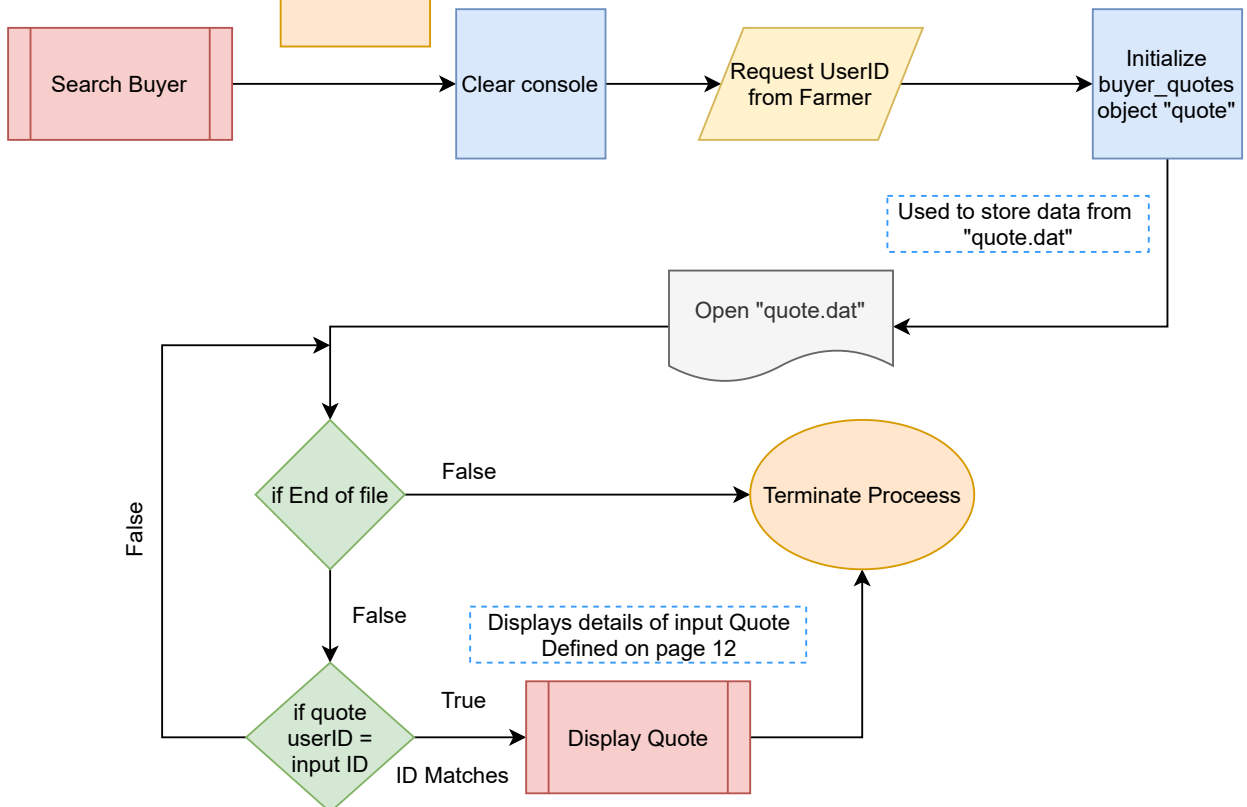 Search Buyer
Clear console
Request UserID
from Farmer
Initialize
buyer_quotes
object "quote"
Used to store data from
"quote.dat"
Open "quote.dat"
if End of file
False
Terminate Proceess
False
False
Displays details of input Quote
Defined on page 12
if quote
userID =
input ID
True
ID Matches
Display Quote